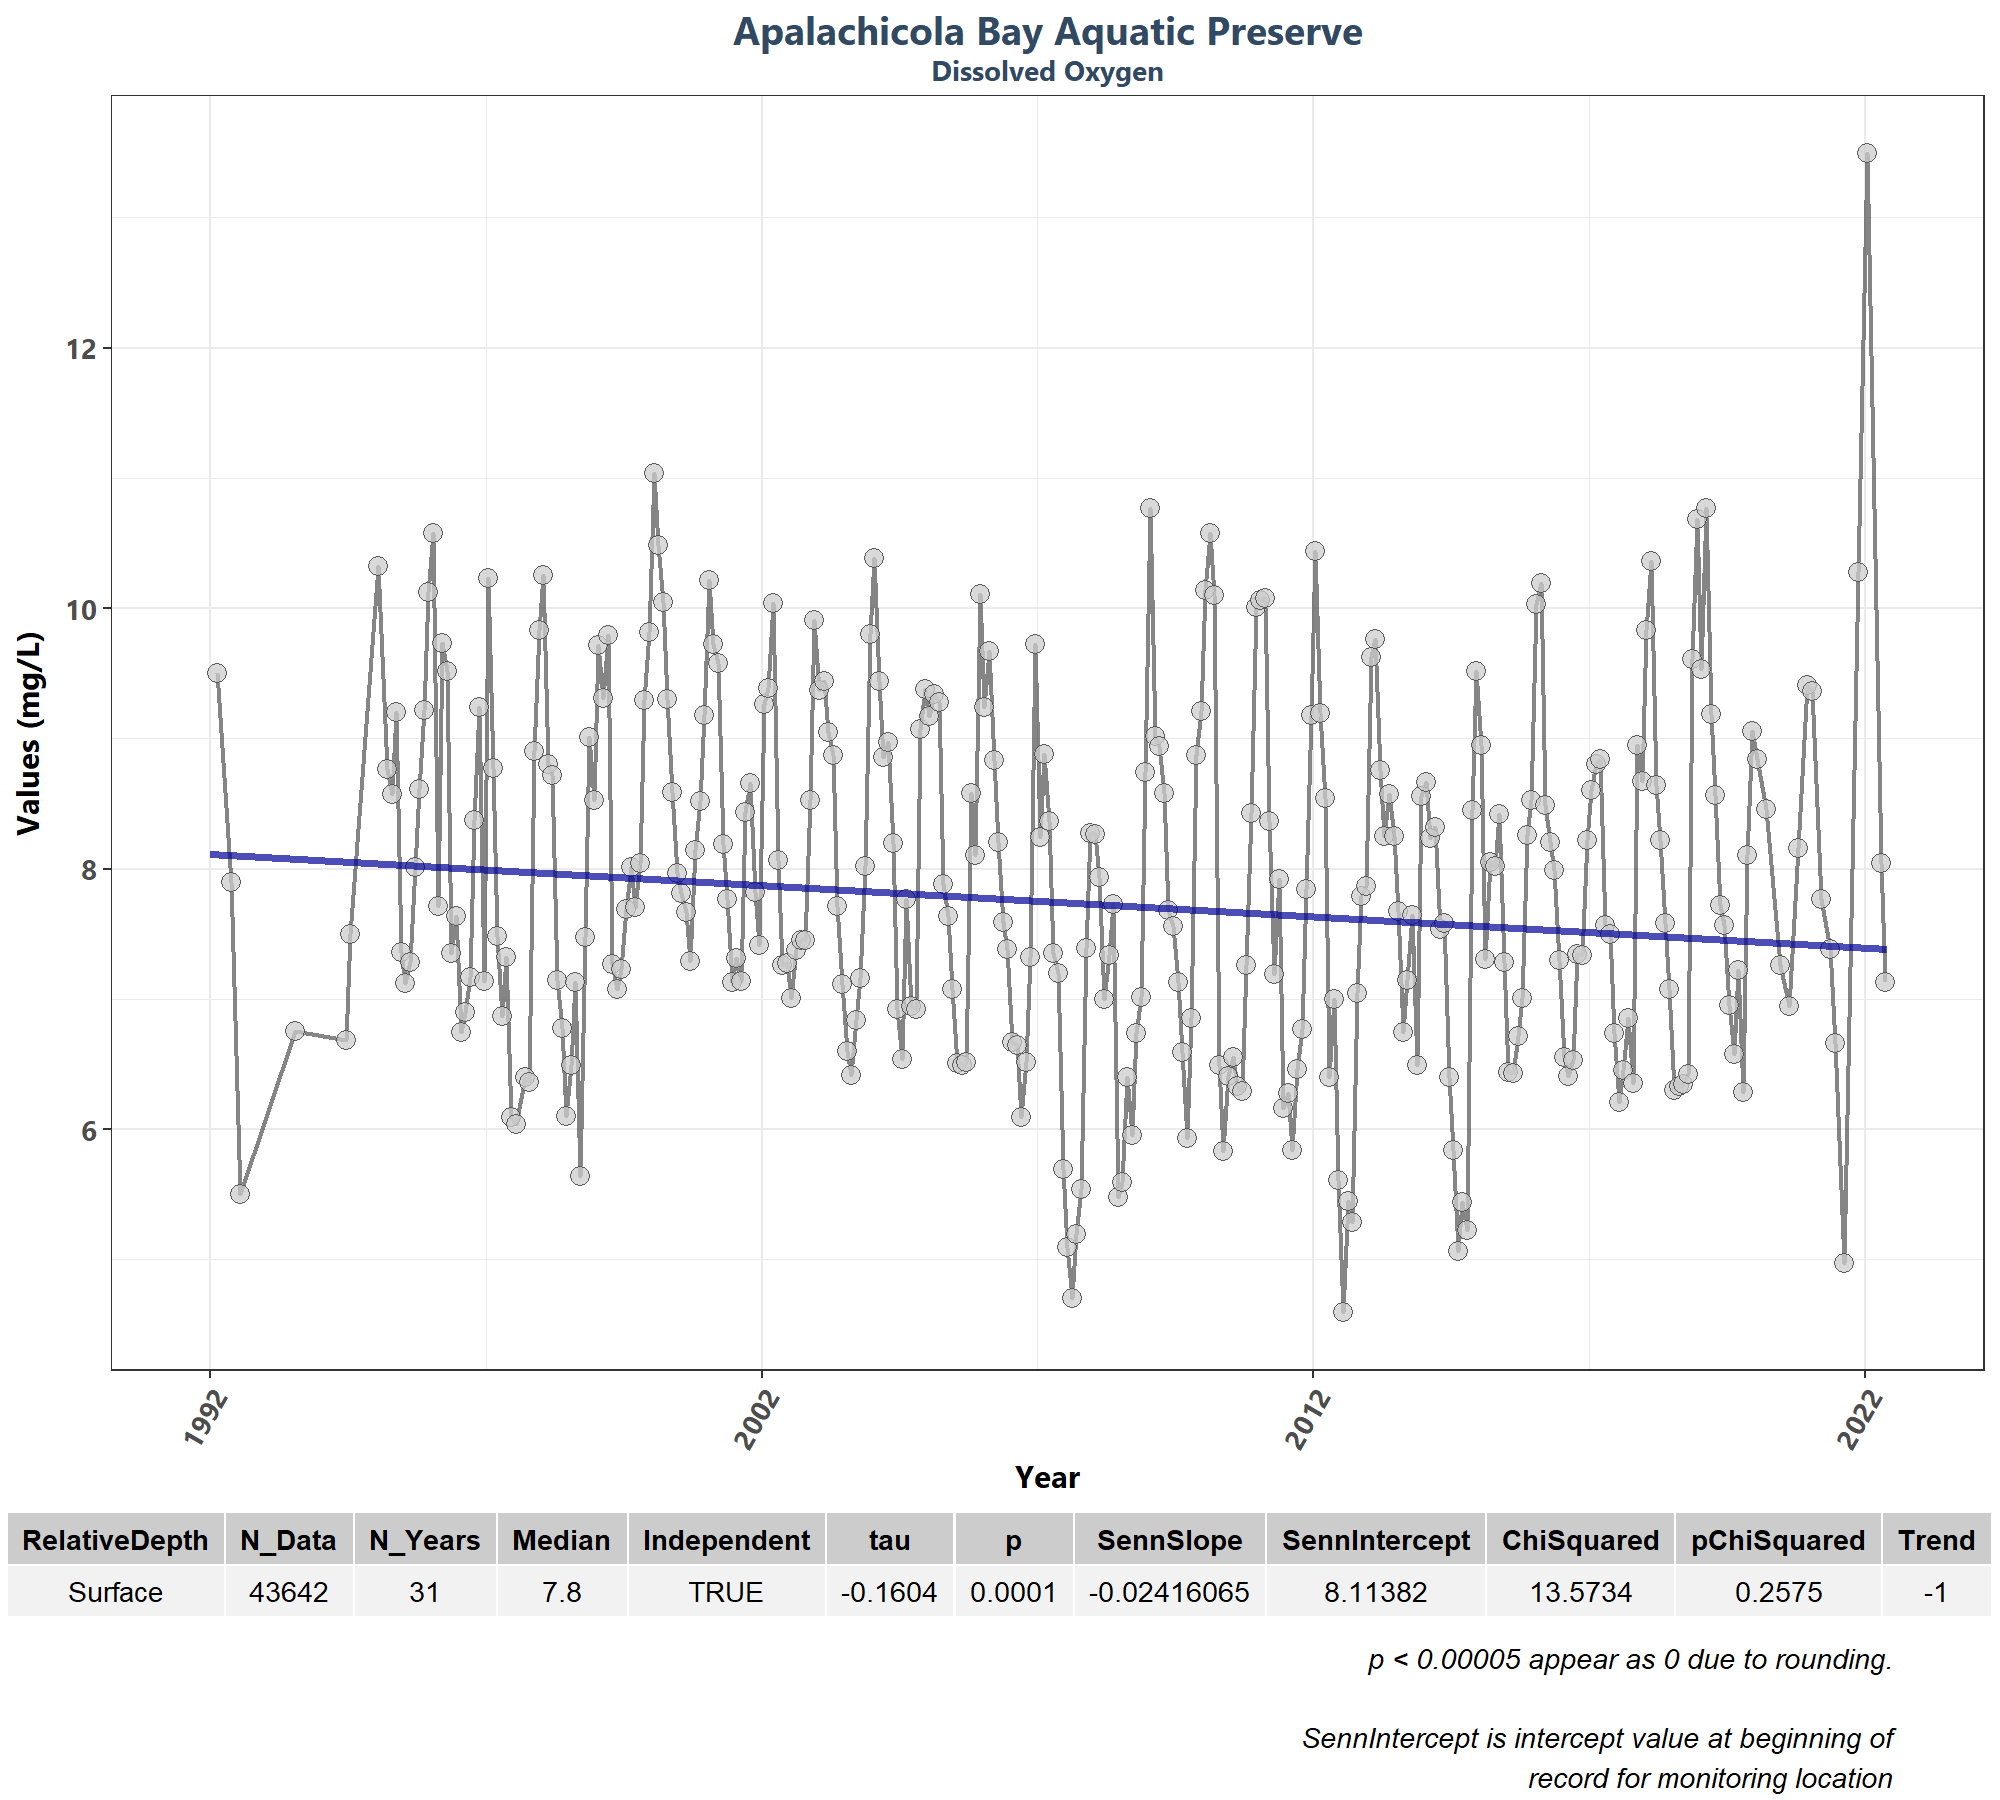 Apalachicola Bay Aquatic Preserve
Dissolved Oxygen
Values (mg/L)
12
10
8
6
1992
2002
2012
2022
Year
RelativeDepth N_Data N_Years Median Independent tau p SennSlope SennIntercept ChiSquared pChiSquared Trend
Surface 43642 31 7.8 TRUE -0.1604 0.0001 -0.02416065 8.11382 13.5734 0.2575 -1
p < 0.00005 appear as 0 due to rounding.
SennIntercept is intercept value at beginning of
record for monitoring location